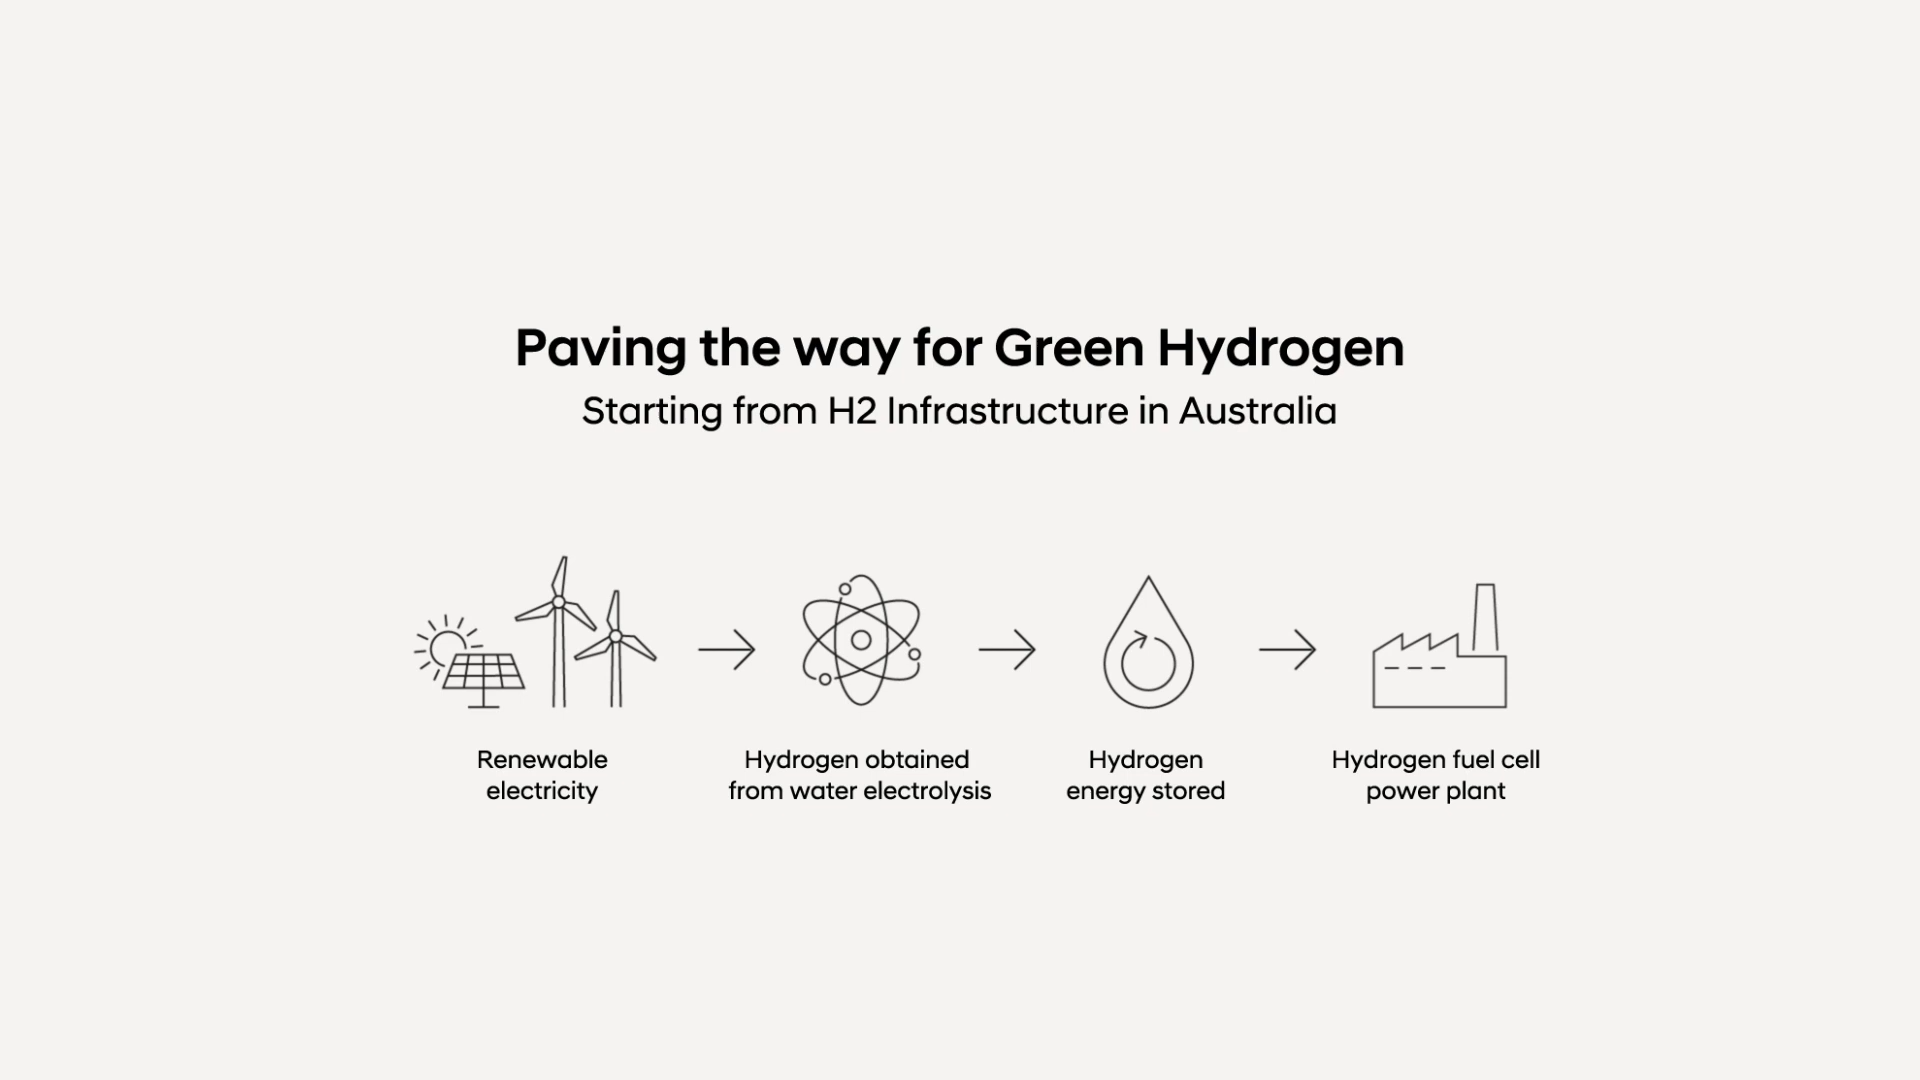 Paving the way for Green Hydrogen
Starting from H2 Infrastructure in Australia
Renewable
electricity
Hydrogen obtained
from water electrolysis
Hydrogen
energy stored
Hydrogen fuel cell
power plant